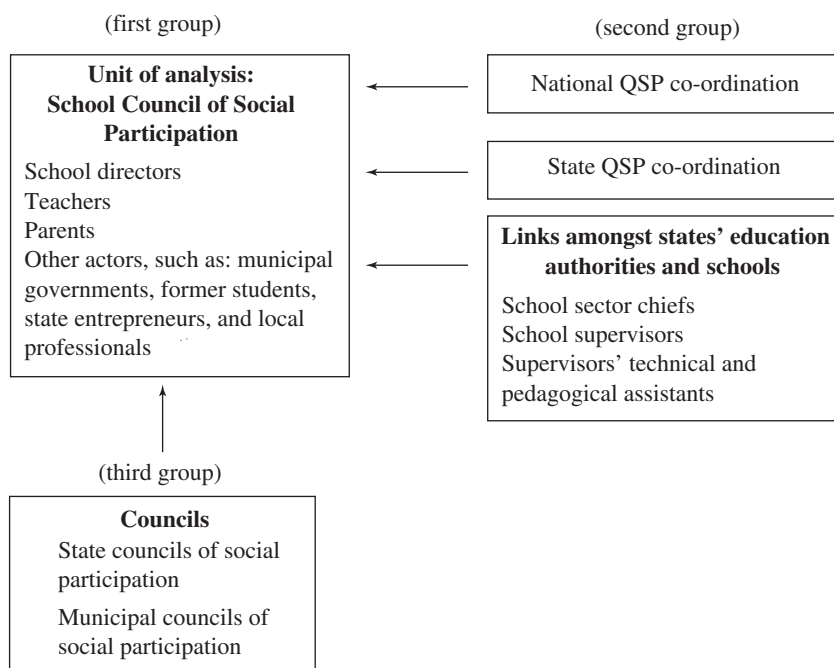 (first group)
Unit of analysis:
School Council of Social
Participation
School directors
Teachers
Parents
Other actors, such as: municipal
governments, former students,
state entrepreneurs, and local
professionals
(second group)
National QSP co-ordination
State QSP co-ordination
Links amongst states’ education
authorities and schools
School sector chiefs
School supervisors
Supervisors’ technical and
pedagogical assistants
(third group)
Councils
State councils of social
participation
Municipal councils of
social participation